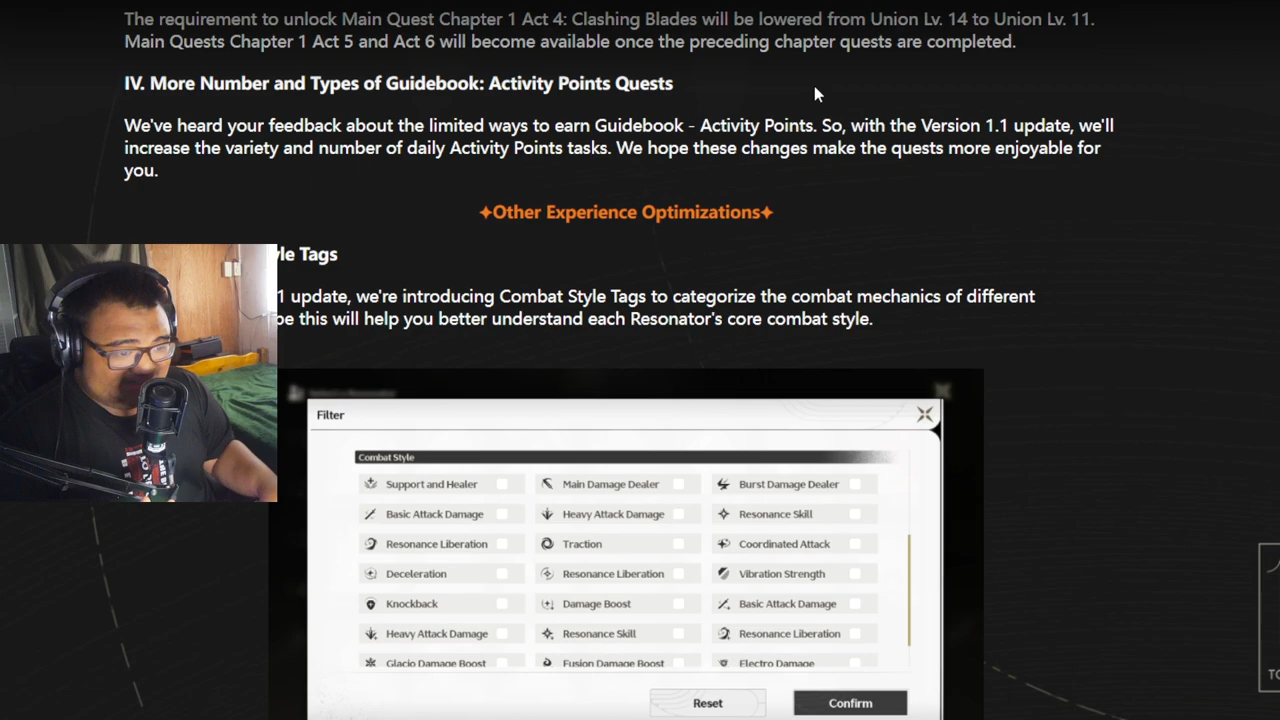 The requirement to unlock Main Quest Chapter 1 Act 4: Clashing Blades will be lowered from Union Lv. 14 to Union Lv. 11.
Main Quests Chapter 1 Act 5 and Act 6 will become available once the preceding chapter quests are completed.
IV. More Number and Types of Guidebook: Activity Points Quests
We've heard your feedback about the limited ways to earn Guidebook - Activity Points. So, with the Version 1.1 update, we'll
increase the variety and number of daily Activity Points tasks. We hope these changes make the quests more enjoyable for
you.
✦Other Experience Optimizations✦
Tags
update, we're introducing Combat Style Tags to categorize the combat mechanics of different
this will help you better understand each Resonator's core combat style.
Filter
Combat Style
Support and Healer Main Damage Dealer Burst Damage Dealer
Basic Attack Damage Heavy Attack Damage Resonance Skill
Resonance Liberation Traction Coordinated Attack
Deceleration Resonance Liberation Vibration Strength
Knockback Damage Boost Basic Attack Damage
Heavy Attack Damage Resonance Skill Resonance Liberation
Glacio Damage Boost Fusion Damage Boost Electro Damage
Reset Confirm